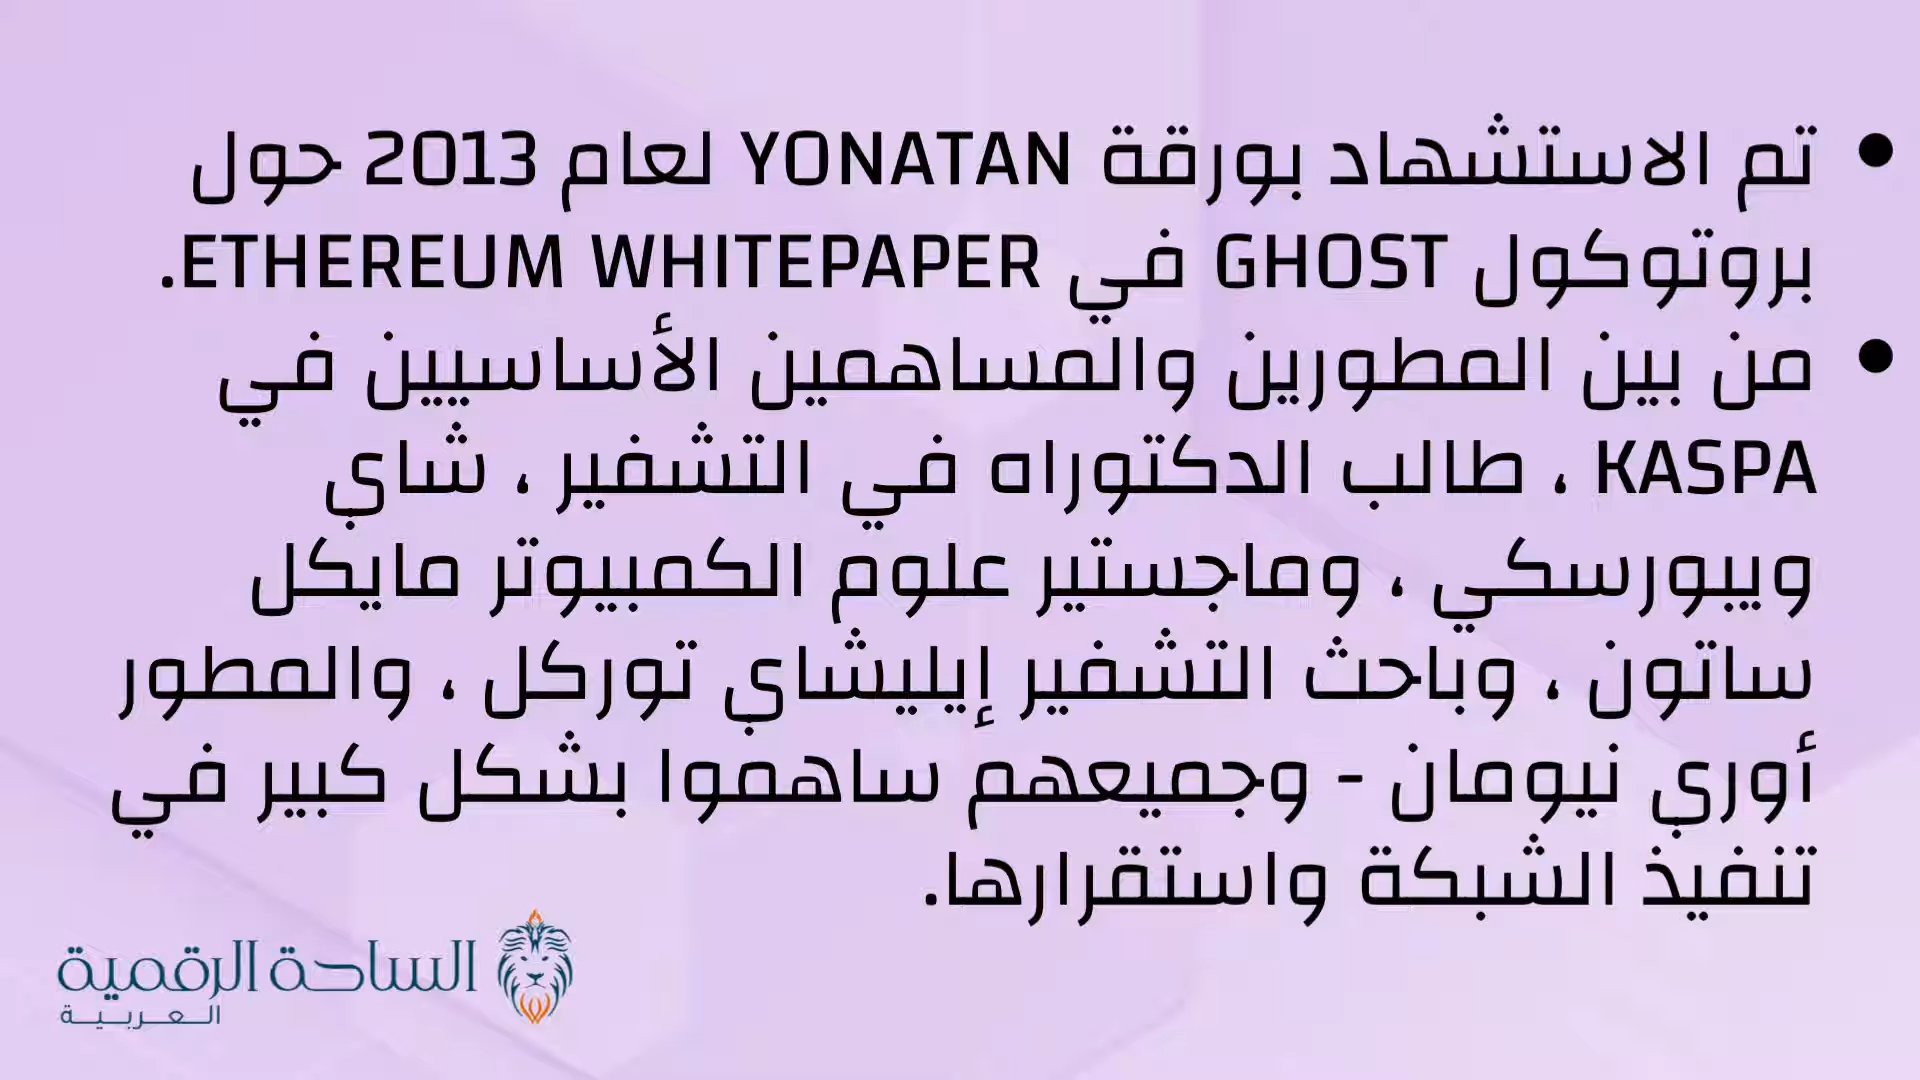 • تم الاستشهاد بورقة YONATAN لعام 2013 حول
بروتوكول GHOST في ETHEREUM WHITEPAPER.
• من بين المطورين والمساهمين الأساسيين في
KASPA ، طالب الدكتوراه في التشفير ، شاي
ويبورسكي ، وماجستير علوم الكمبيوتر مايكل
ساتون ، وباحث التشفير إيليشاي توركل ، والمطور
أوري نيومان - وجميعهم ساهموا بشكل كبير في
تنفيذ الشبكة واستقرارها.
الساحة الرقمية
العربية